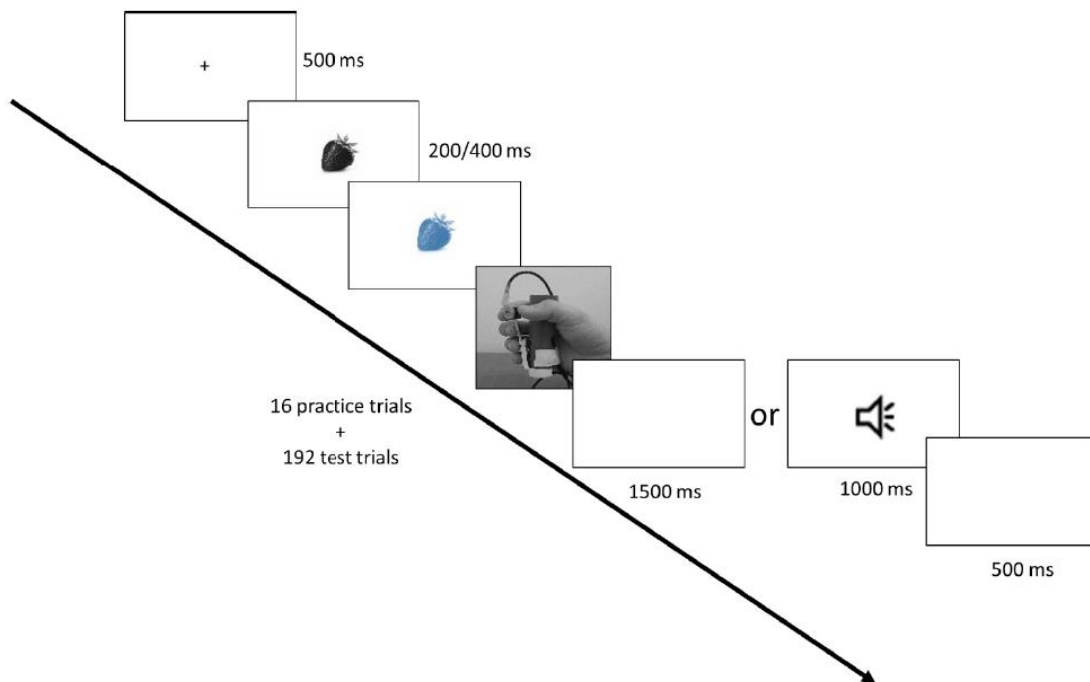 +
500 ms
200/400 ms
16 practice trials
+
192 test trials
or
1500 ms
1000 ms
500 ms